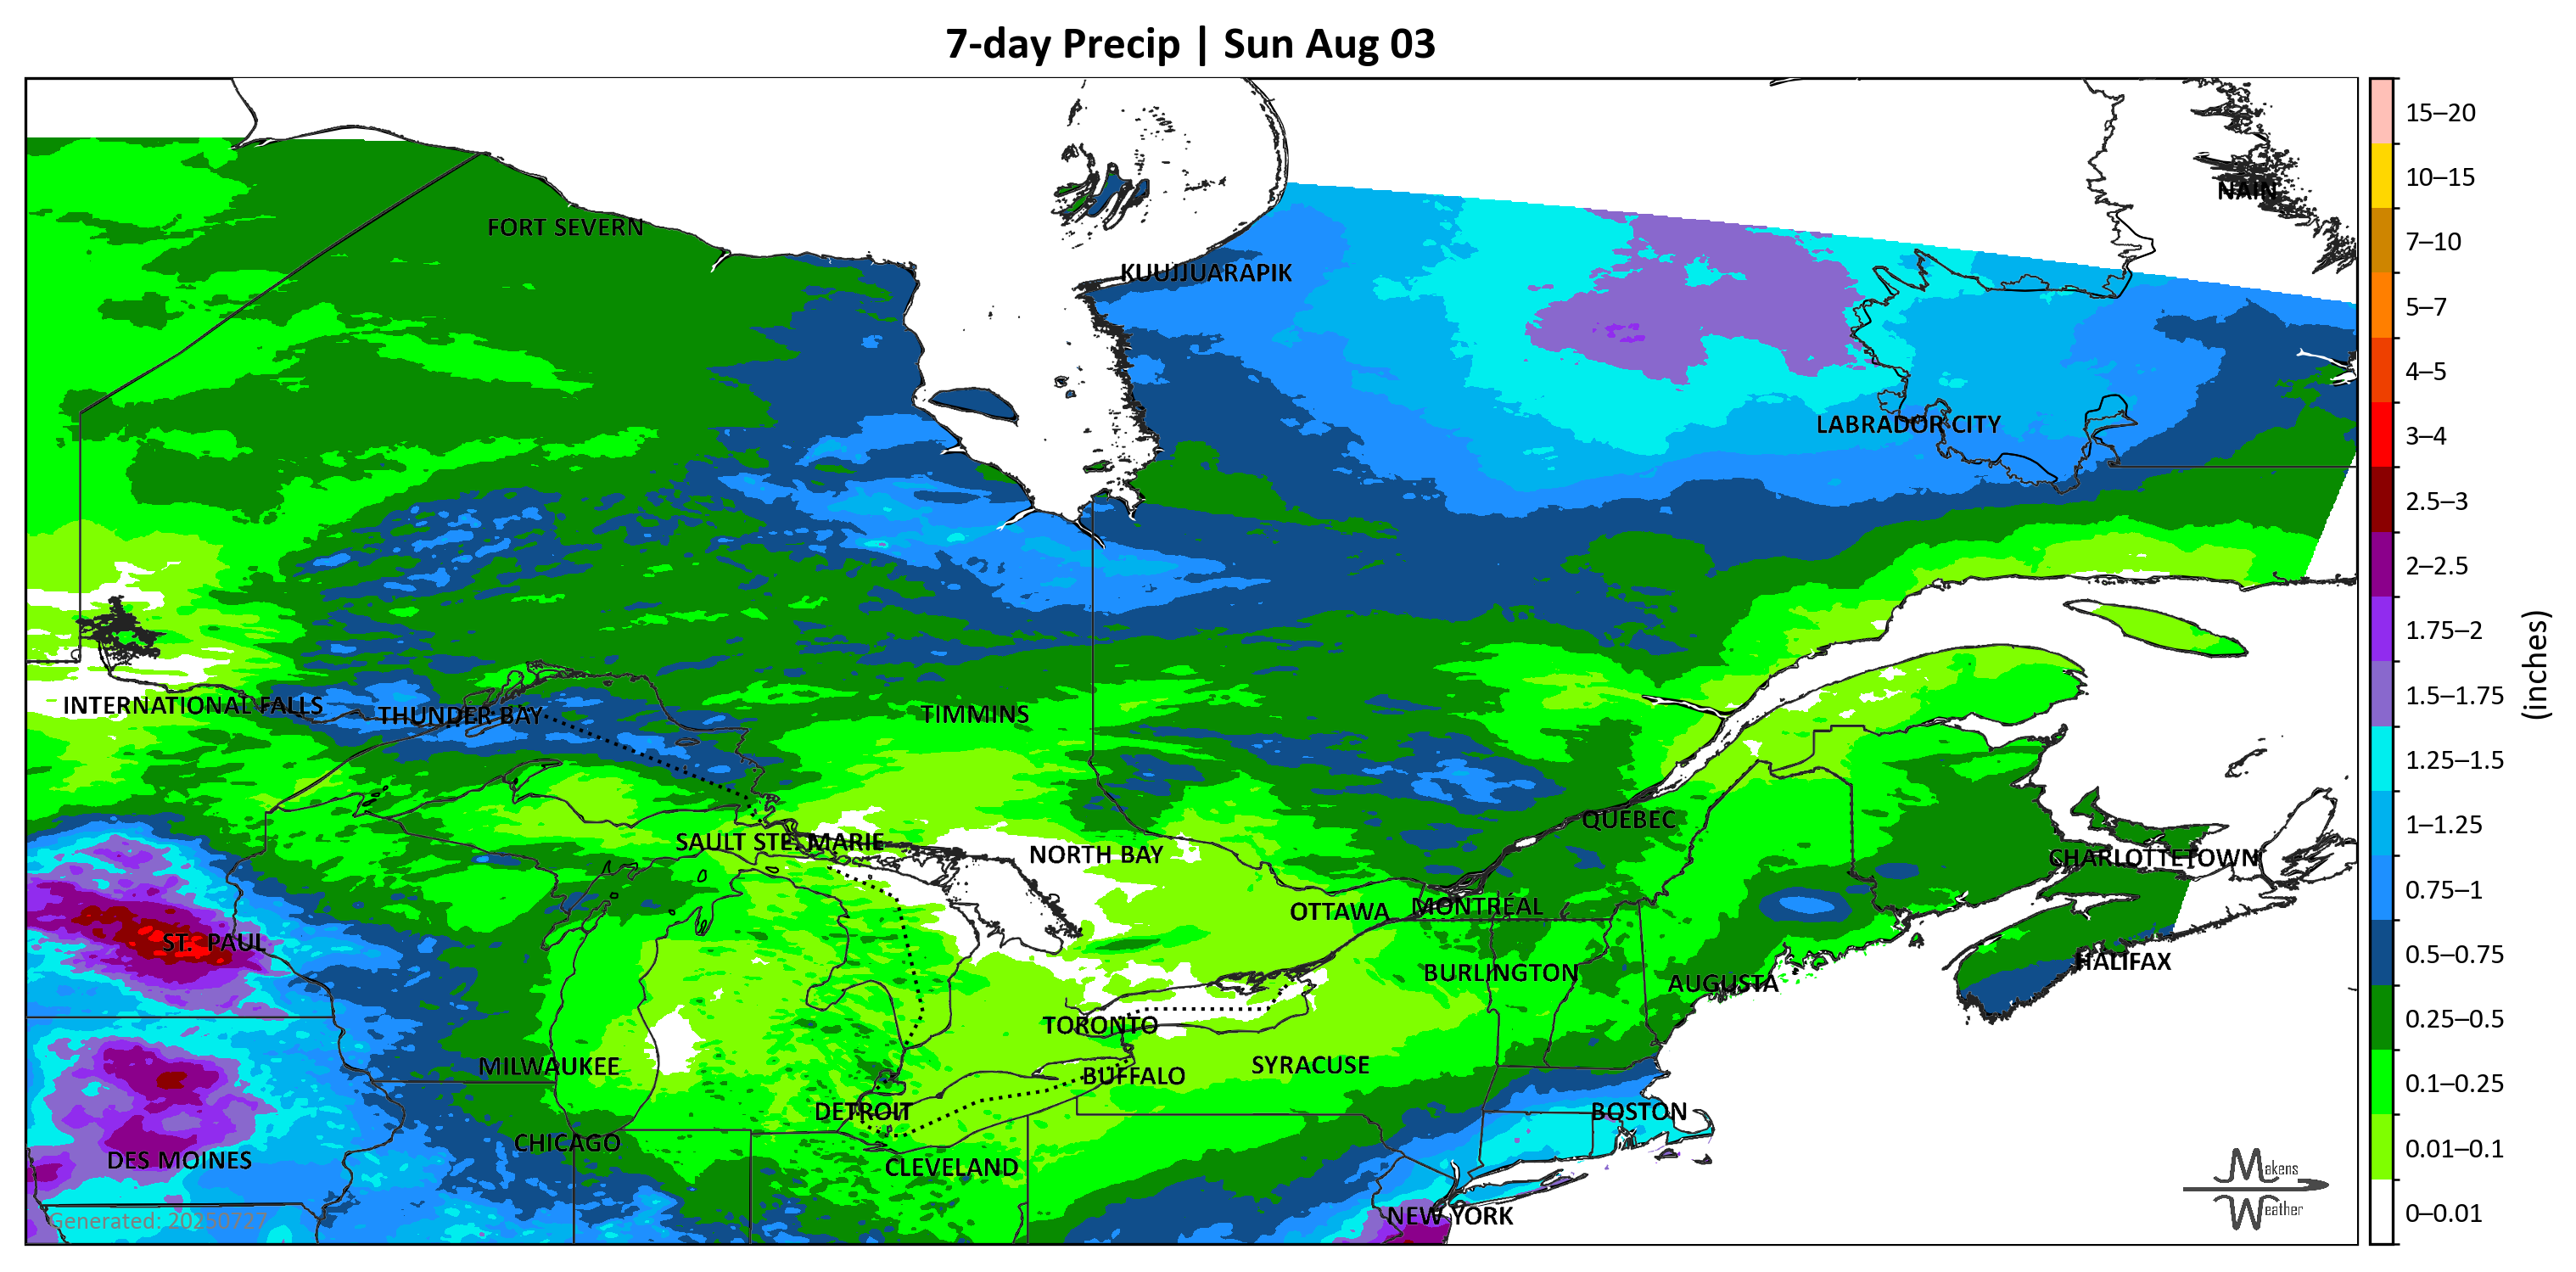 7-day Precip | Sun Aug 03
NAIN
FORT SEVERN
KUUJJUARAPIK
LABRADOR CITY
INTERNATIONAL FALLS
THUNDER BAY
TIMMINS
QUÉBEC
SAULT STE. MARIE
NORTH BAY
CHARLOTTETOWN
OTTAWA
MONTRÉAL
ST. PAUL
HALIFAX
BURLINGTON
AUGUSTA
TORONTO
MILWAUKEE
SYRACUSE
BUFFALO
DETROIT
BOSTON
CHICAGO
DES MOINES
CLEVELAND
NEW YORK
Generated: 20250727
Makens
Weather
15–20
10–15
7–10
5–7
4–5
3–4
2.5–3
2–2.5
1.75–2
1.5–1.75
1.25–1.5
1–1.25
0.75–1
0.5–0.75
0.25–0.5
0.1–0.25
0.01–0.1
0–0.01
(inches)